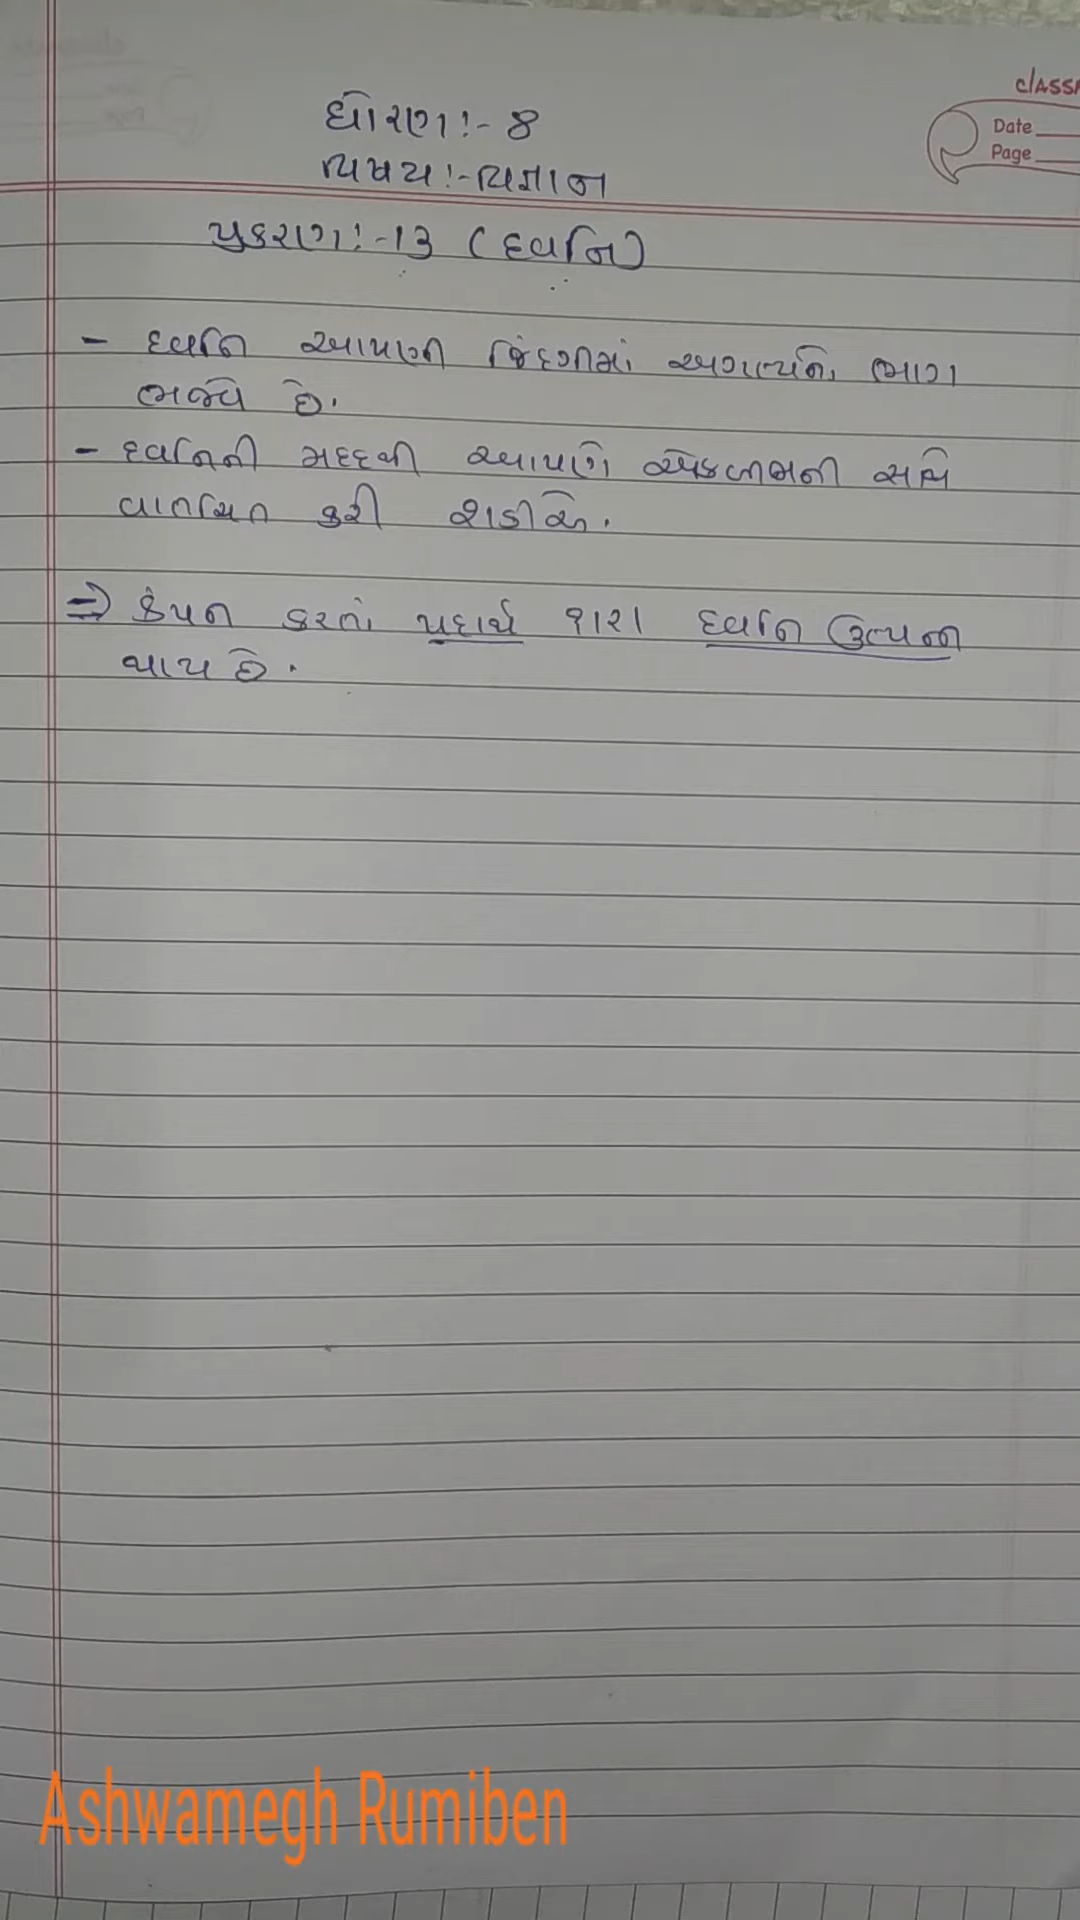 classm
Date
Page
ધોરણ :- 8
વિષય :- વિજ્ઞાન
પ્રકરણ :- 13 (ધ્વનિ)
- ધ્વનિ આપણી જિંદગીમાં અગત્યનો ભાગ
ભજવે છે.
- ધ્વનિની મદદથી આપણે એકબીજાની સાથે
વાતચિત કરી શકીએ.
⇒ કંપન કરતાં પદાર્થ દ્વારા ધ્વનિ ઉત્પન્ન
થાય છે.
Ashwamegh Rumiben